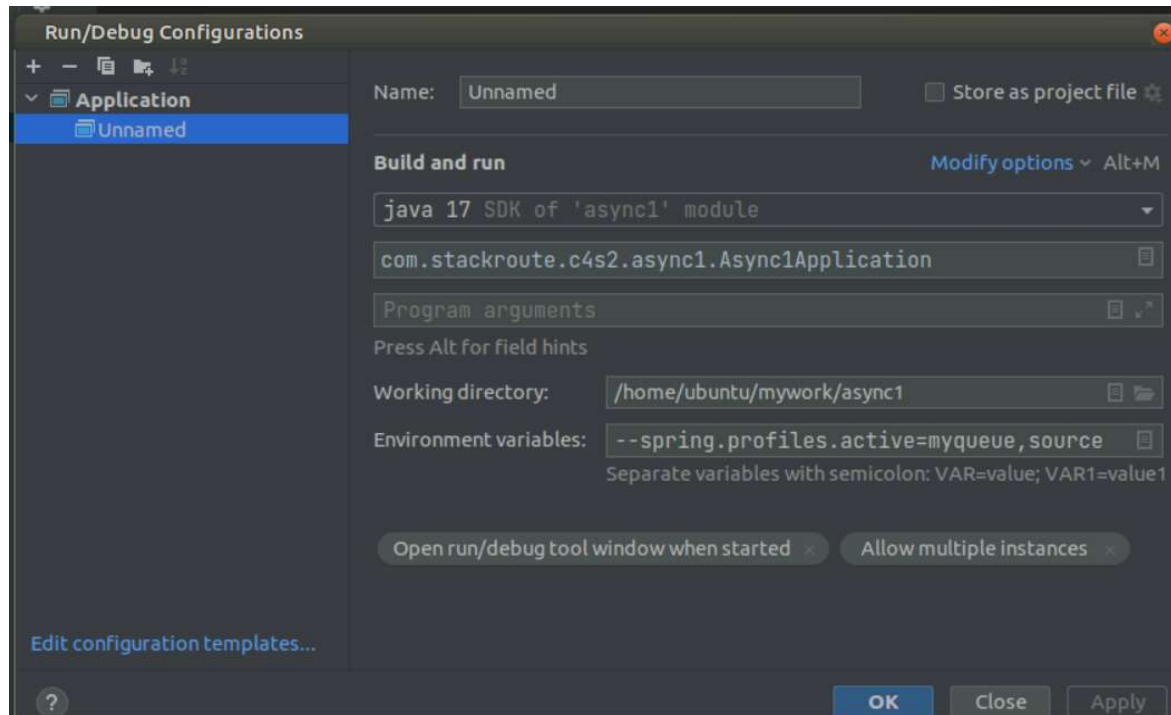 Run/Debug Configurations
Application
Unnamed
Name: Unnamed Store as project file
Build and run Modify options Alt+M
java 17 SDK of 'async1' module
com.stackroute.c4s2.async1.Async1Application
Program arguments
Press Alt for field hints
Working directory: /home/ubuntu/mywork/async1
Environment variables: --spring.profiles.active=myqueue,source
Separate variables with semicolon: VAR=value; VAR1=value1
Open run/debug tool window when started × Allow multiple instances ×
Edit configuration templates...
? OK Close Apply